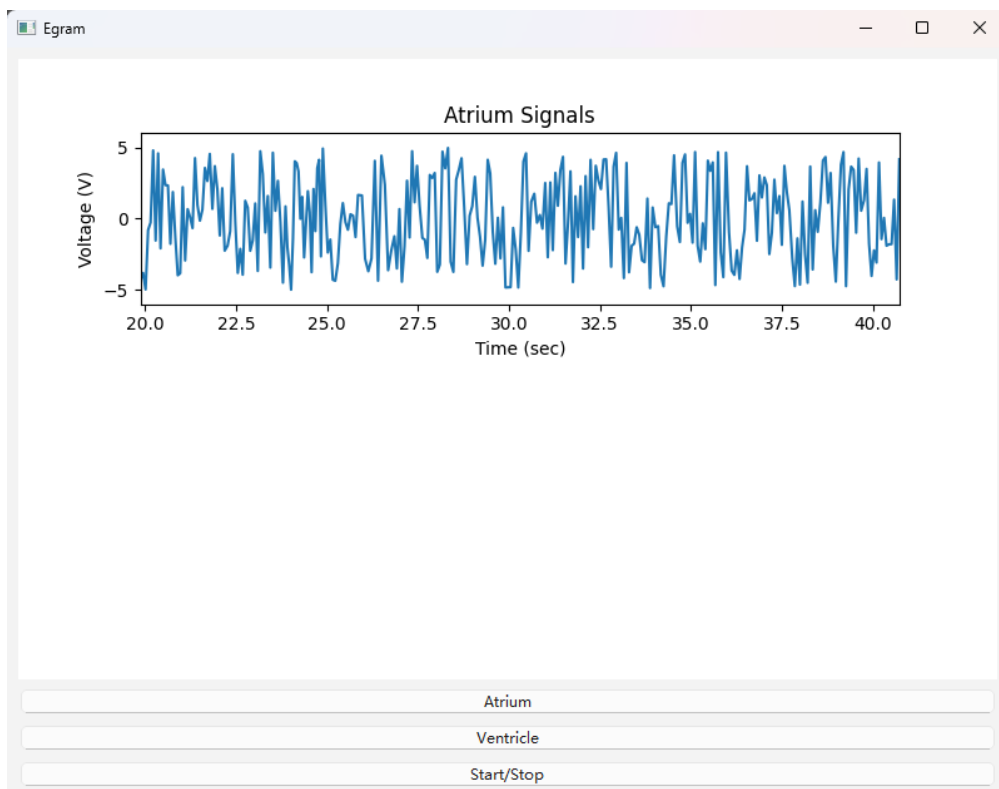 Egram
Atrium Signals
5
0
−5
Voltage (V)
20.0 22.5 25.0 27.5 30.0 32.5 35.0 37.5 40.0
Time (sec)
Atrium
Ventricle
Start/Stop